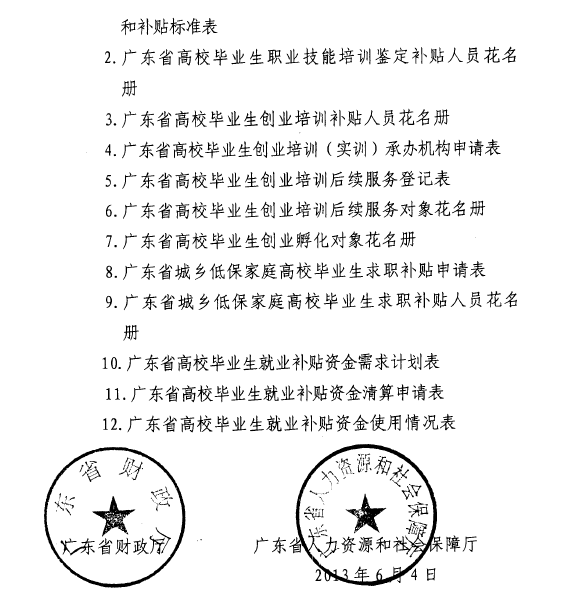 和补贴标准表
2. 广东省高校毕业生职业技能培训鉴定补贴人员花名
册
3. 广东省高校毕业生创业培训补贴人员花名册
4. 广东省高校毕业生创业培训（实训）承办机构申请表
5. 广东省高校毕业生创业培训后续服务登记表
6. 广东省高校毕业生创业培训后续服务对象花名册
7. 广东省高校毕业生创业孵化对象花名册
8. 广东省城乡低保家庭高校毕业生求职补贴申请表
9. 广东省城乡低保家庭高校毕业生求职补贴人员花名
册
10. 广东省高校毕业生就业补贴资金需求计划表
11. 广东省高校毕业生就业补贴资金清算申请表
12. 广东省高校毕业生就业补贴资金使用情况表
广东省财政厅
广东省人力资源和社会保障厅
广东省财政厅
广东省人力资源和社会保障厅
2013年6月4日